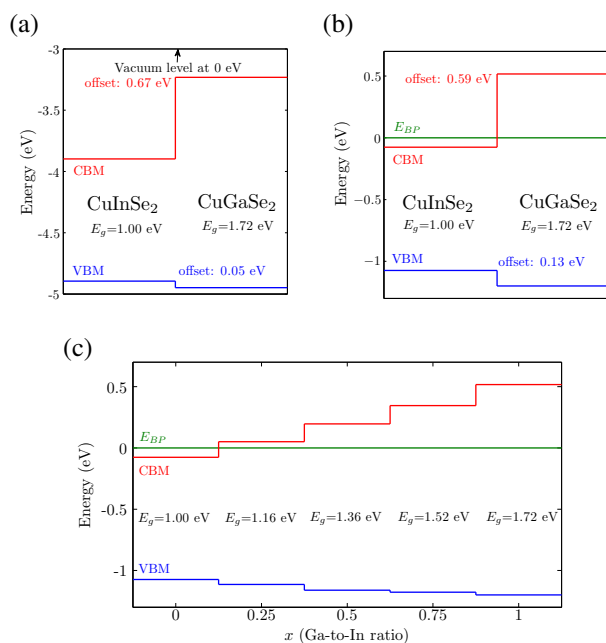 (a)
-3
Vacuum level at 0 eV
offset: 0.67 eV
-3.5
Energy (eV)
-4
CBM
CuInSe2
CuGaSe2
Eg=1.00 eV
Eg=1.72 eV
-4.5
VBM
offset: 0.05 eV
-5
(b)
offset: 0.59 eV
0.5
EBP
0
CBM
Energy (eV)
−0.5
CuInSe2
CuGaSe2
Eg=1.00 eV
Eg=1.72 eV
−1
VBM
offset: 0.13 eV
(c)
0.5
EBP
0
CBM
Energy (eV)
-0.5
Eg=1.00 eV
Eg=1.16 eV
Eg=1.36 eV
Eg=1.52 eV
Eg=1.72 eV
VBM
-1
0
0.25
0.5
0.75
1
x (Ga-to-In ratio)